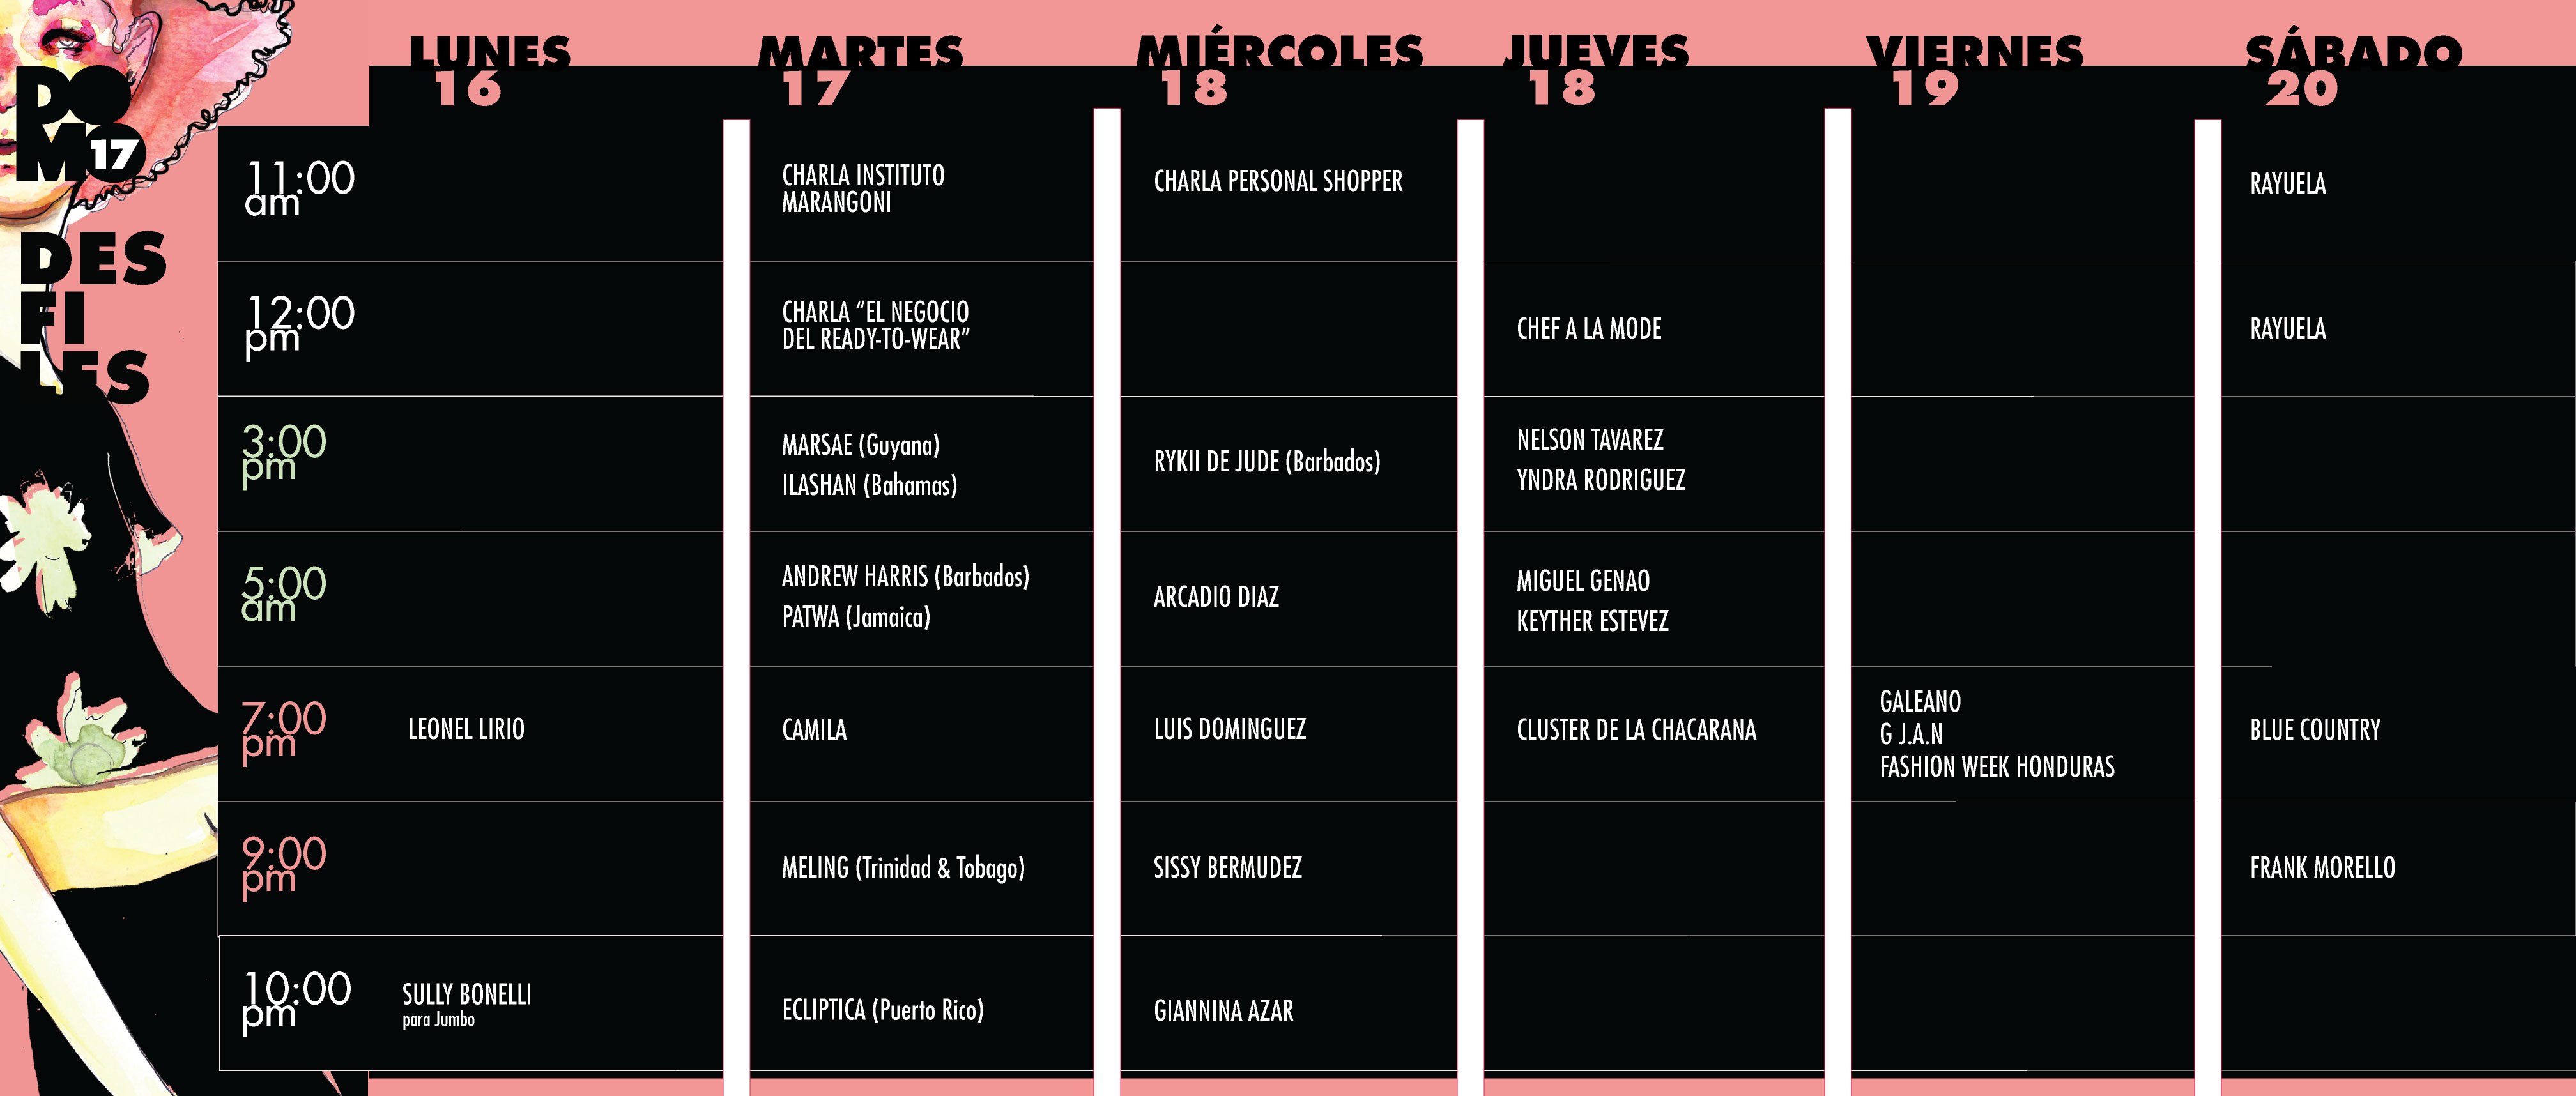 DO
MO 17
DES
FI
LES
LUNES
16
MARTES
17
MIÉRCOLES
18
JUEVES
18
VIERNES
19
SÁBADO
20
11:00
am
CHARLA INSTITUTO
MARANGONI
CHARLA PERSONAL SHOPPER
RAYUELA
12:00
pm
CHARLA “EL NEGOCIO
DEL READY-TO-WEAR”
CHEF A LA MODE
RAYUELA
3:00
pm
MARSAE (Guyana)
ILASHAN (Bahamas)
RYKII DE JUDE (Barbados)
NELSON TAVAREZ
YNDRA RODRIGUEZ
5:00
am
ANDREW HARRIS (Barbados)
PATWA (Jamaica)
ARCADIO DIAZ
MIGUEL GENAO
KEYTHER ESTEVEZ
7:00
pm
LEONEL LIRIO
CAMILA
LUIS DOMINGUEZ
CLUSTER DE LA CHACARANA
GALEANO
G J.A.N
FASHION WEEK HONDURAS
BLUE COUNTRY
9:00
pm
MELING (Trinidad & Tobago)
SISSY BERMUDEZ
FRANK MORELLO
10:00
pm
SULLY BONELLI
para Jumbo
ECLIPTICA (Puerto Rico)
GIANNINA AZAR